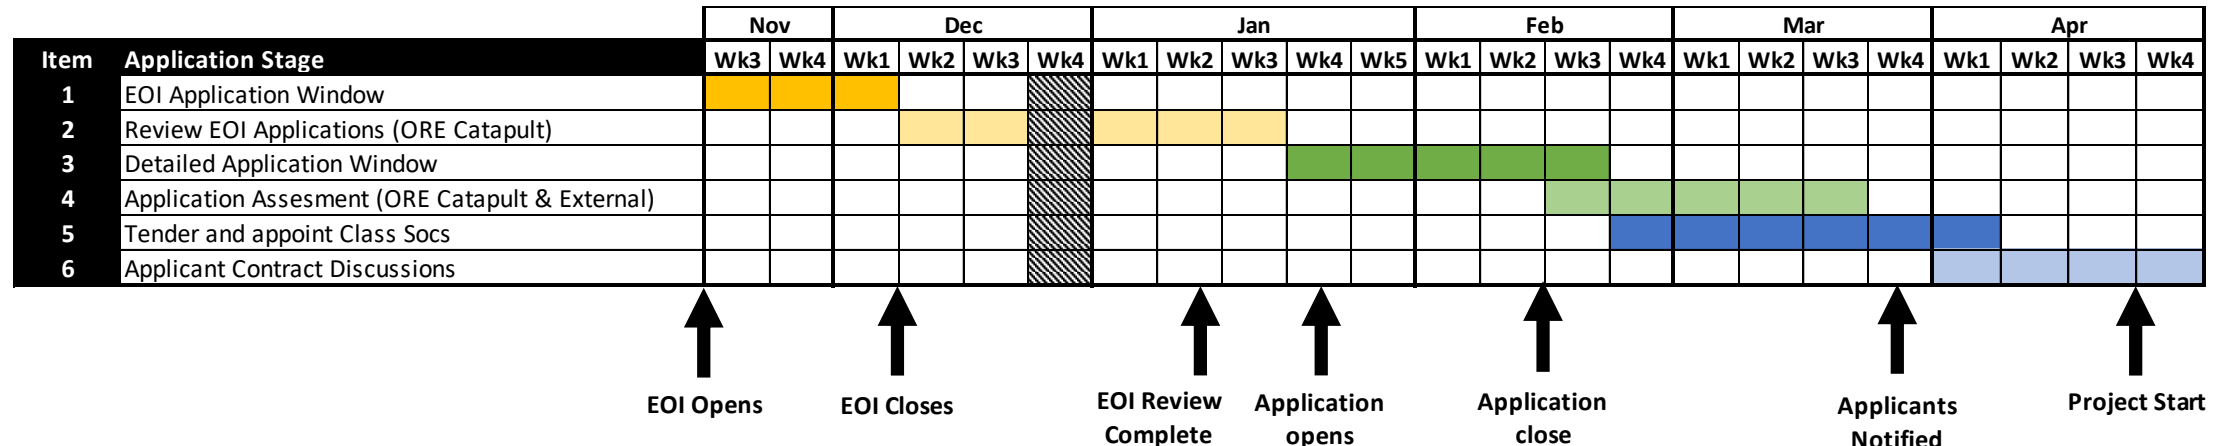 Nov Dec Jan Feb Mar Apr
Item Application Stage Wk3 Wk4 Wk1 Wk2 Wk3 Wk4 Wk1 Wk2 Wk3 Wk4 Wk5 Wk1 Wk2 Wk3 Wk4 Wk1 Wk2 Wk3 Wk4 Wk1 Wk2 Wk3 Wk4
1 EOI Application Window
2 Review EOI Applications (ORE Catapult)
3 Detailed Application Window
4 Application Assesment (ORE Catapult & External)
5 Tender and appoint Class Socs
6 Applicant Contract Discussions
EOI Opens
EOI Closes
EOI Review
Complete
Application
opens
Application
close
Applicants
Notified
Project Start